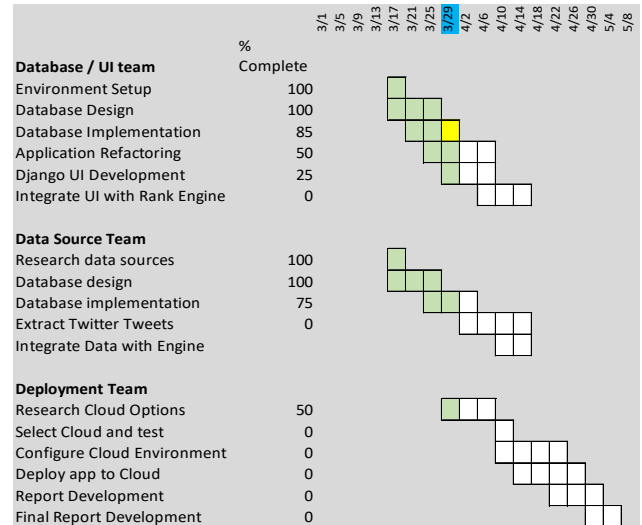 3/1 3/5 3/9 3/13 3/17 3/21 3/25 3/29 4/2 4/6 4/10 4/14 4/18 4/22 4/26 4/30 5/4 5/8
%
Database / UI team Complete
Environment Setup 100
Database Design 100
Database Implementation 85
Application Refactoring 50
Django UI Development 25
Integrate UI with Rank Engine 0
Data Source Team
Research data sources 100
Database design 100
Database implementation 75
Extract Twitter Tweets 0
Integrate Data with Engine
Deployment Team
Research Cloud Options 50
Select Cloud and test 0
Configure Cloud Environment 0
Deploy app to Cloud 0
Report Development 0
Final Report Development 0